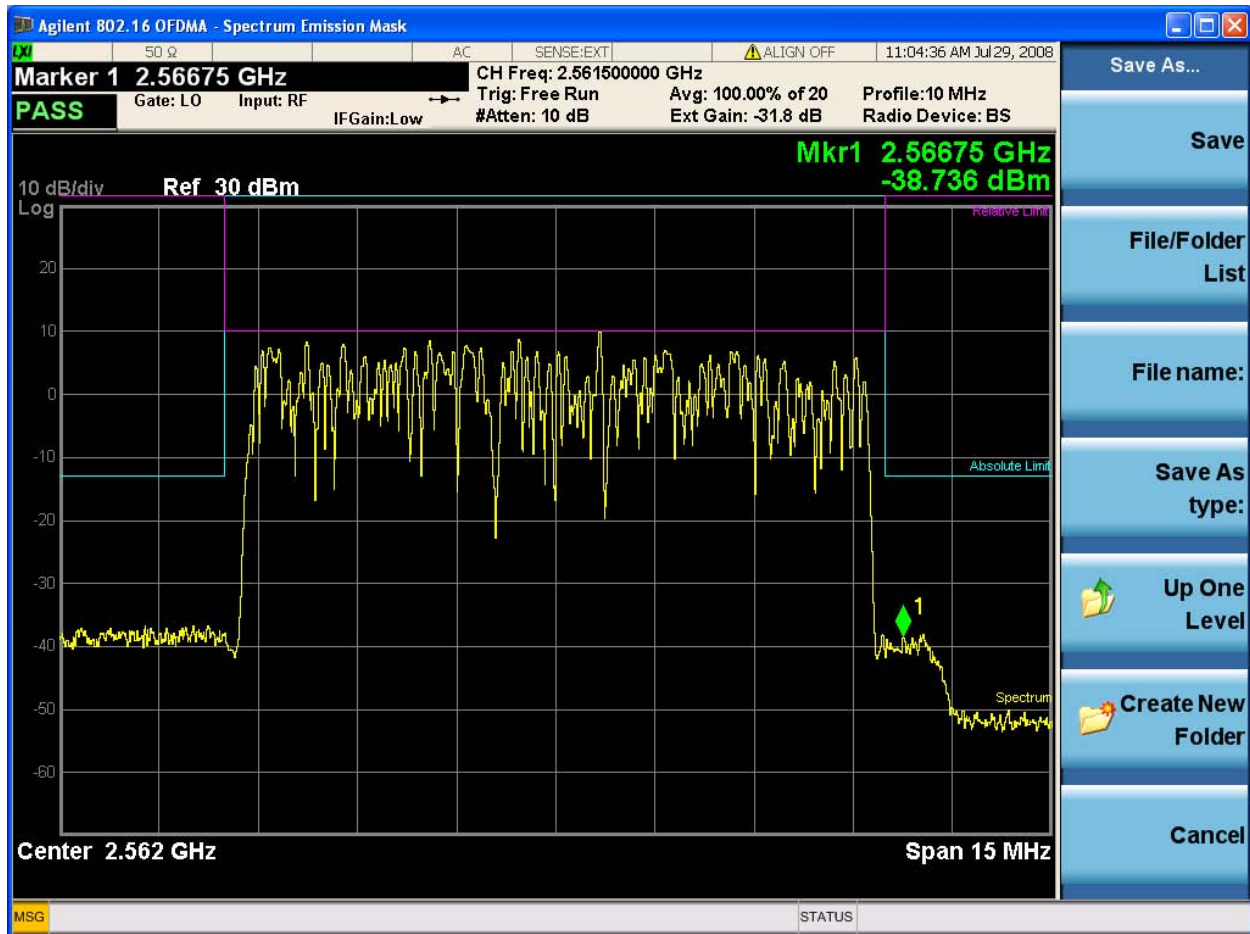 Agilent 802.16 OFDMA - Spectrum Emission Mask
LXI 50 Ω AC SENSE:EXT ALIGN OFF 11:04:36 AM Jul 29, 2008
Marker 1 2.56675 GHz
PASS
Gate: LO Input: RF
IFGain:Low
CH Freq: 2.561500000 GHz
Trig: Free Run Avg: 100.00% of 20 Profile:10 MHz
#Atten: 10 dB Ext Gain: -31.8 dB Radio Device: BS
Mkr1 2.56675 GHz
-38.736 dBm
10 dB/div Ref 30 dBm
Log
Relative Limit
20
10
0
-10
Absolute Limit
-20
-30
1
-40
Spectrum
-50
-60
Center 2.562 GHz Span 15 MHz
MSG STATUS
Save As...
Save
File/Folder
List
File name:
Save As
type:
Up One
Level
Create New
Folder
Cancel